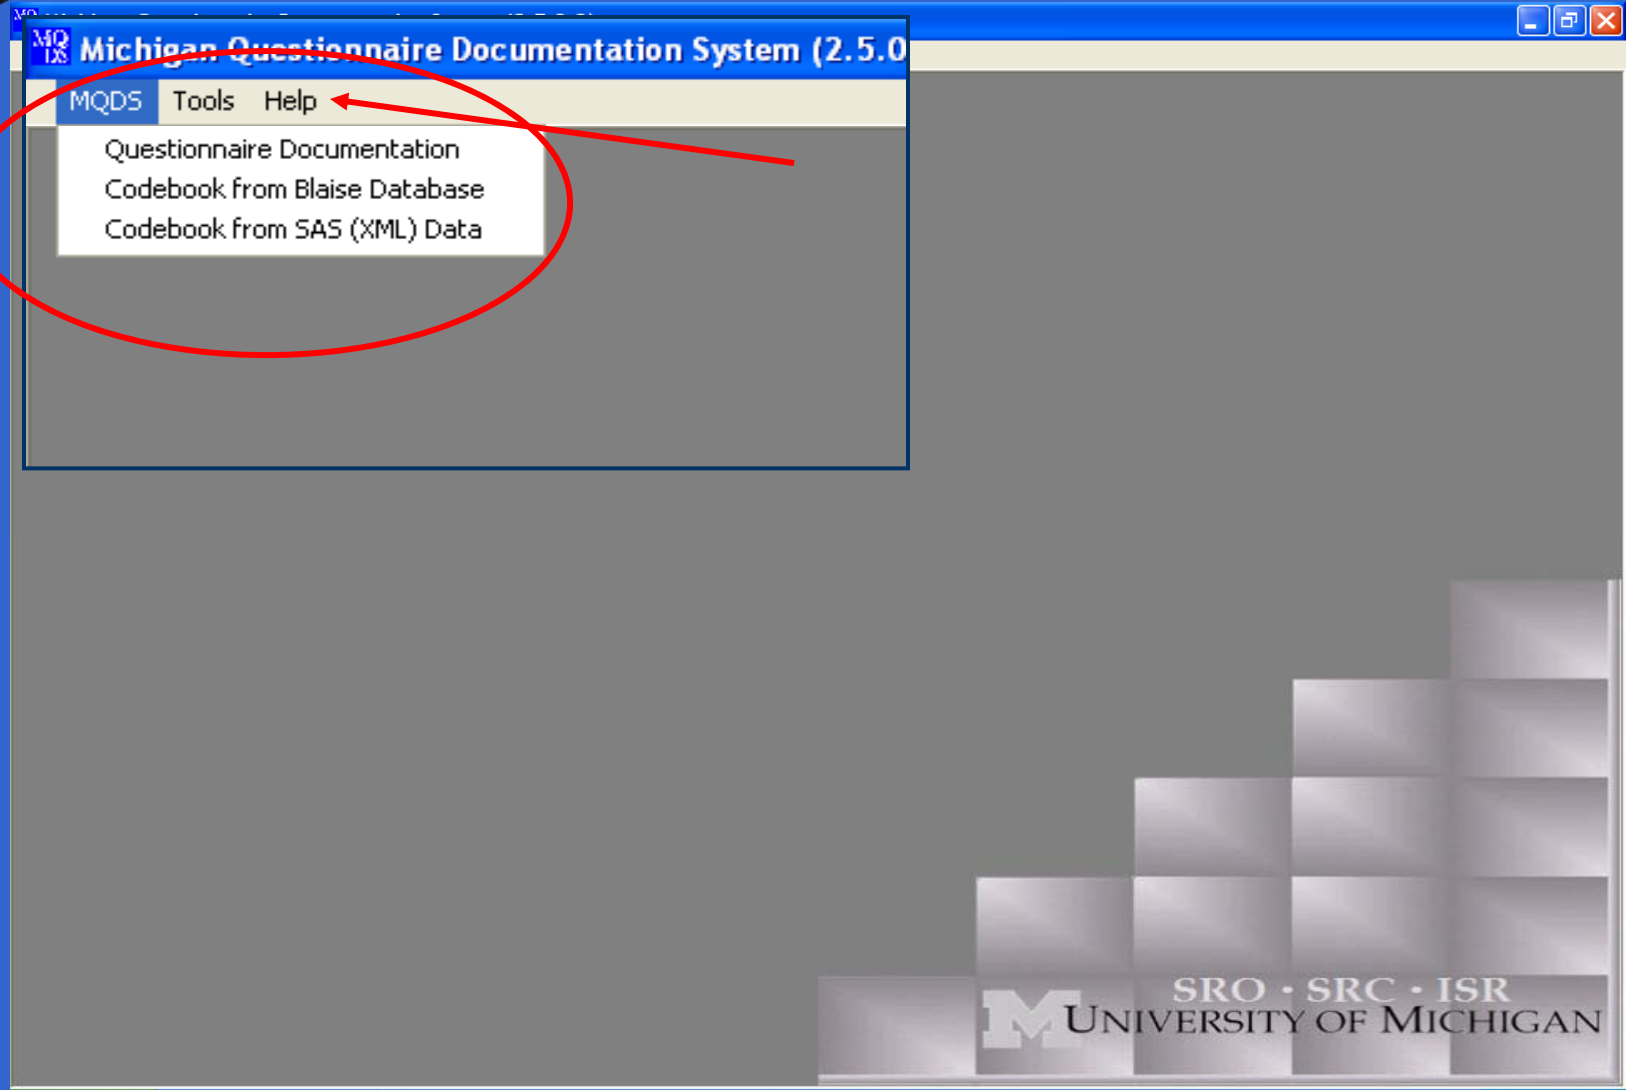 MQDS
Michigan Questionnaire Documentation System (2.5.0
MQDS Tools Help
Questionnaire Documentation
Codebook from Blaise Database
Codebook from SAS (XML) Data
SRO · SRC · ISR
M UNIVERSITY OF MICHIGAN